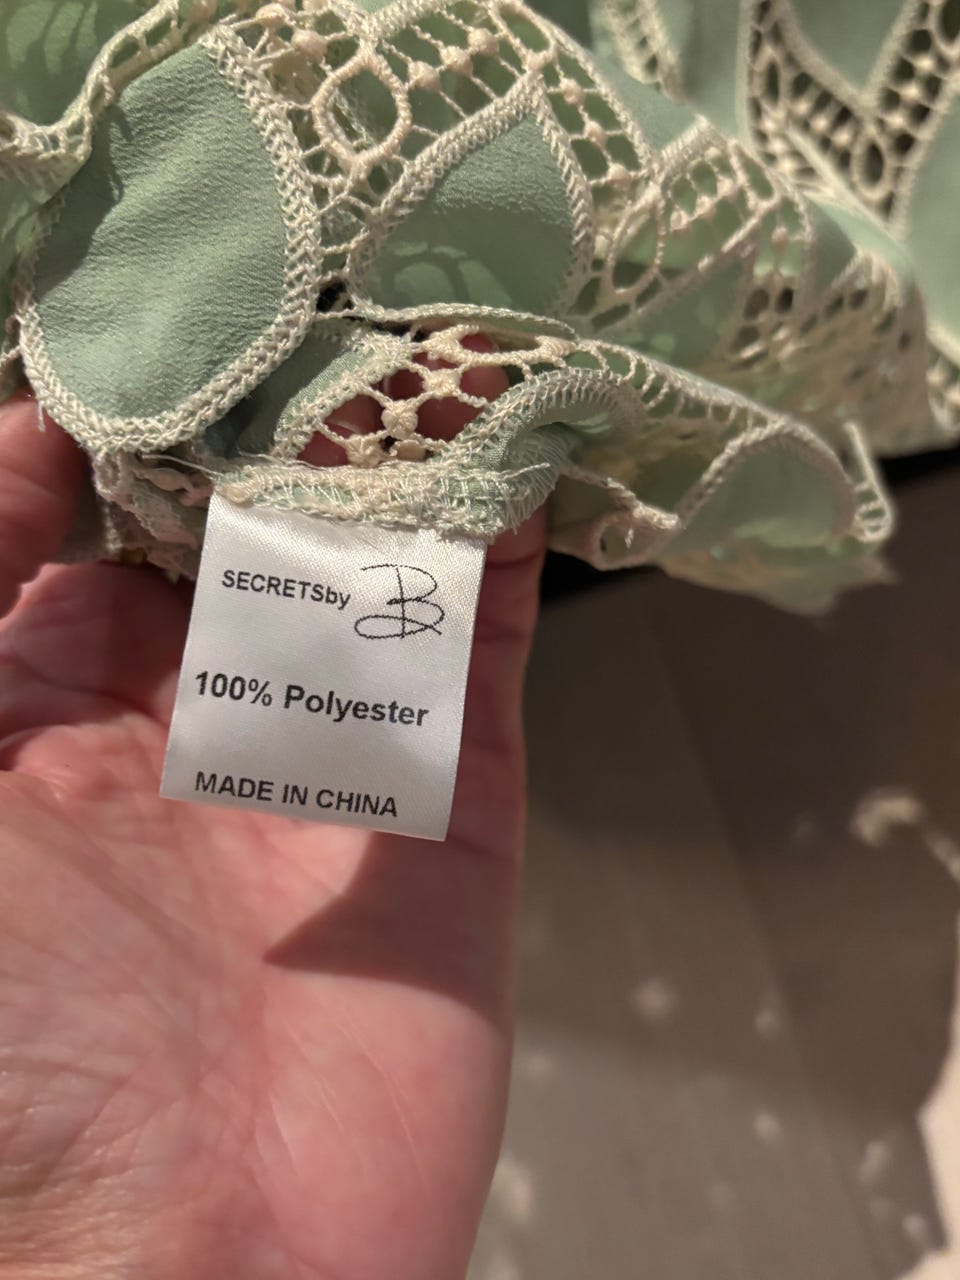 SECRETSby B
100% Polyester
MADE IN CHINA